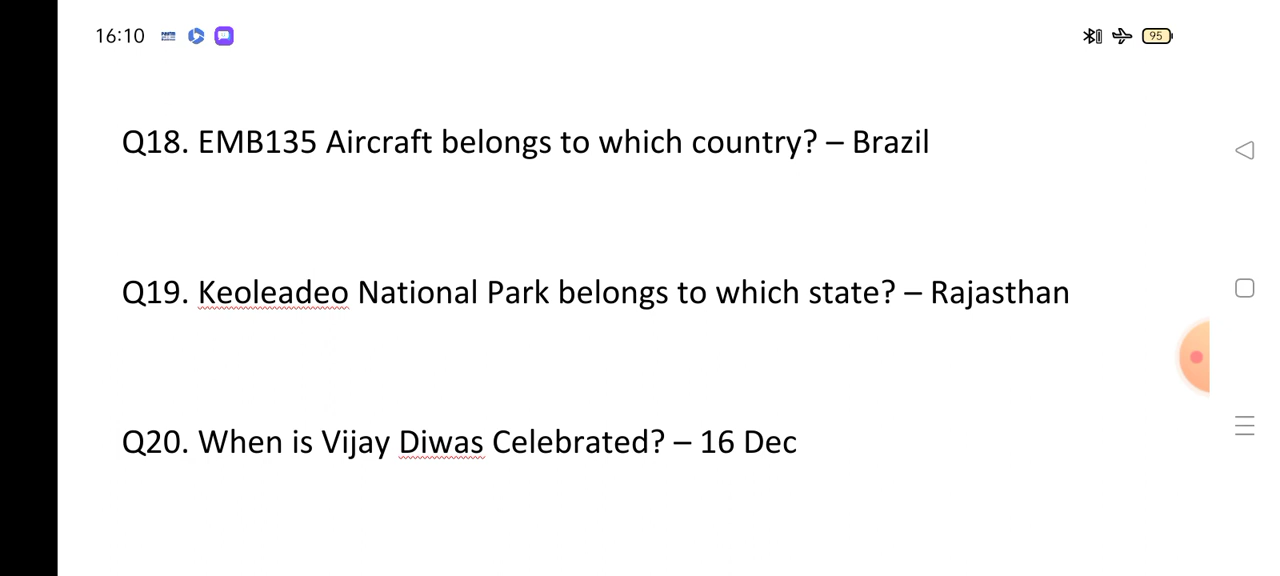 16:10
95
Q18. EMB135 Aircraft belongs to which country? – Brazil
Q19. Keoleadeo National Park belongs to which state? – Rajasthan
Q20. When is Vijay Diwas Celebrated? – 16 Dec